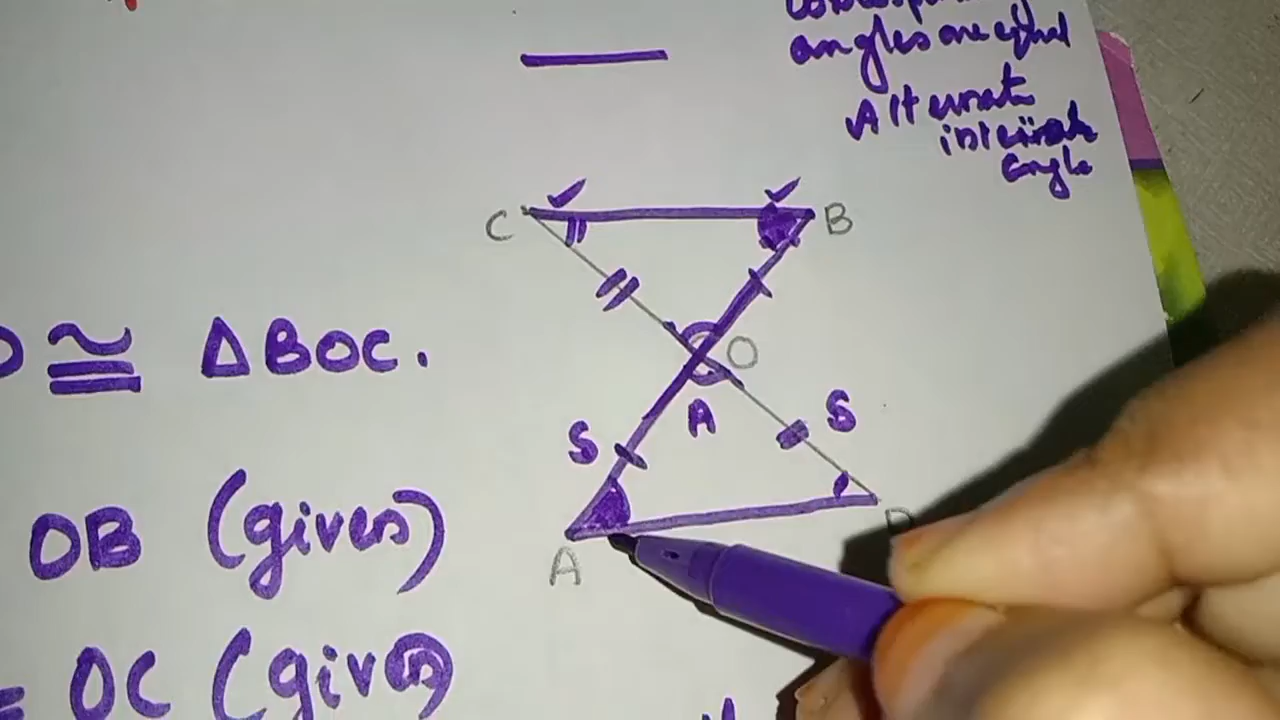 angles are equal
Alternate
interior
angle
C B
≅ ΔBOC.
O
A
S S
OB (given)
A D
= OC (given)